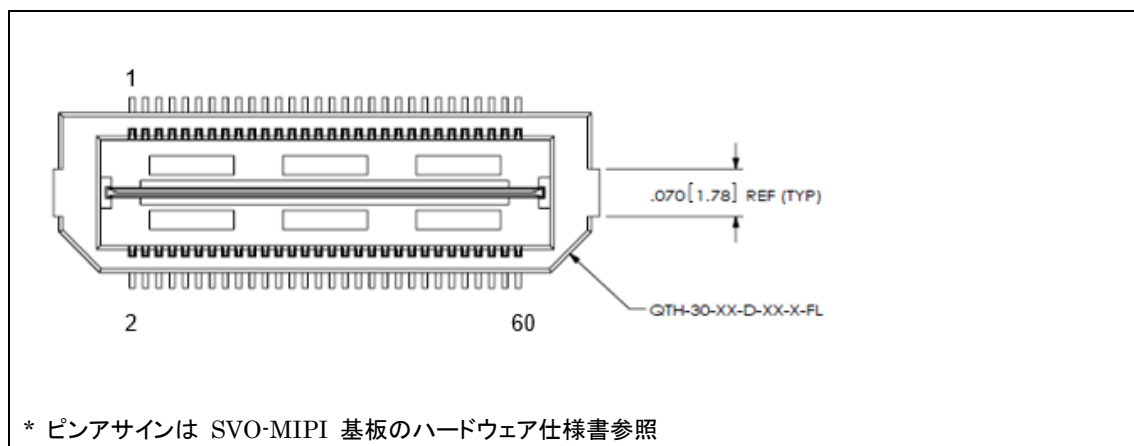 1
.070[1.78] REF (TYP)
QTH-30-XX-D-XX-X-FL
2
60
* ピンアサインは SVO-MIPI 基板のハードウェア仕様書参照